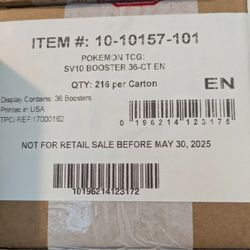 ITEM #: 10-10157-101
POKEMON TCG:
SV10 BOOSTER 36-CT EN
QTY: 216 per Carton
EN
Display Contains: 36 Boosters
Printed in USA
TPCi REF:17000162
0 196214 123175
NOT FOR RETAIL SALE BEFORE MAY 30, 2025
10196214123172